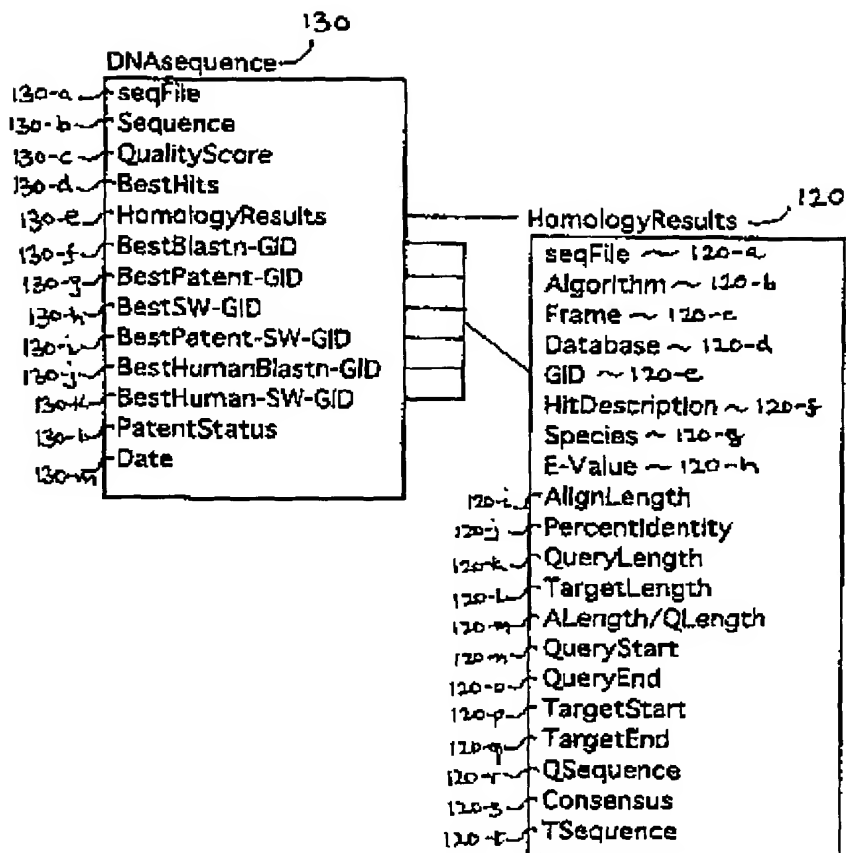 130
DNAsequence
130-a seqFile
130-b Sequence
130-c QualityScore
130-d BestHits
130-e HomologyResults
130-f BestBlastn-GID
130-g BestPatent-GID
130-h BestSW-GID
130-i BestPatent-SW-GID
130-j BestHumanBlastn-GID
130-k BestHuman-SW-GID
130-l PatentStatus
130-m Date
HomologyResults 120
seqFile ~ 120-a
Algorithm ~ 120-b
Frame ~ 120-c
Database ~ 120-d
GID ~ 120-e
HitDescription ~ 120-f
Species ~ 120-g
E-Value ~ 120-h
120-i AlignLength
120-j PercentIdentity
120-k QueryLength
120-l TargetLength
120-m ALength/QLength
120-n QueryStart
120-o QueryEnd
120-p TargetStart
120-q TargetEnd
120-r QSequence
120-s Consensus
120-t TSequence